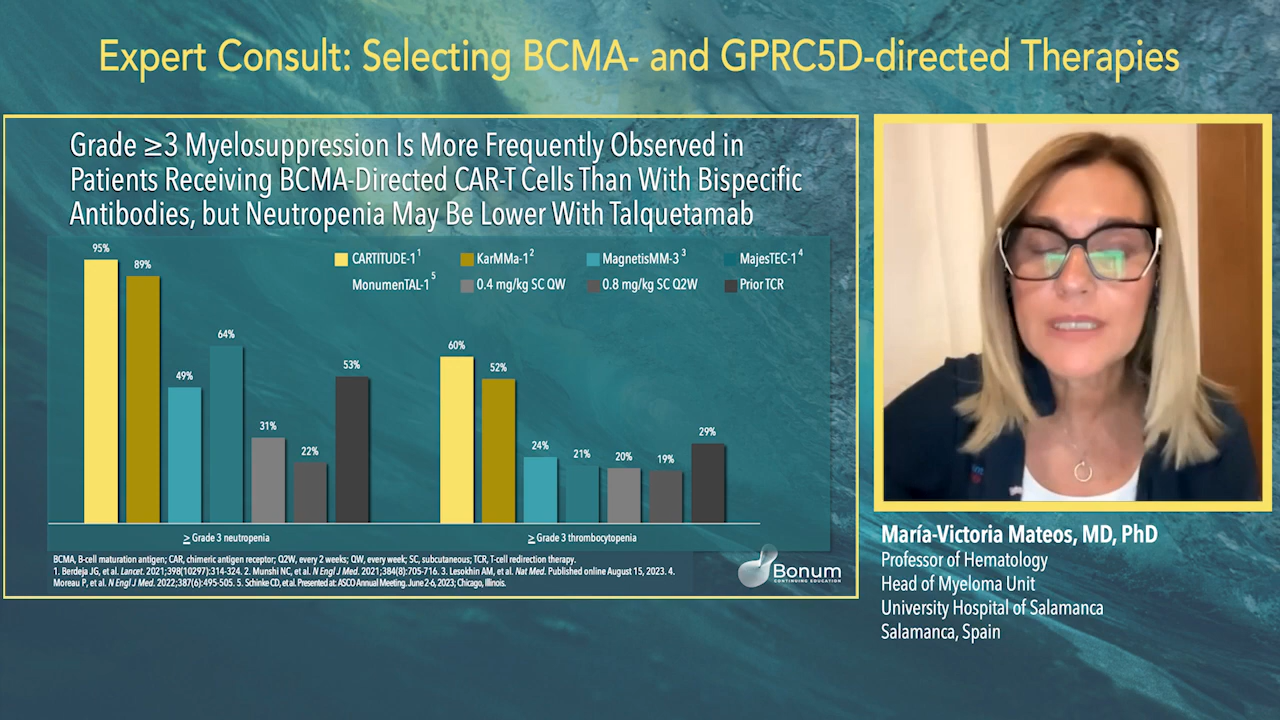 Expert Consult: Selecting BCMA- and GPRC5D-directed Therapies
Grade ≥3 Myelosuppression Is More Frequently Observed in
Patients Receiving BCMA-Directed CAR-T Cells Than With Bispecific
Antibodies, but Neutropenia May Be Lower With Talquetamab
CARTITUDE-1¹ KarMMa-1² MagnetisMM-3³ MajesTEC-1⁴
MonumenTAL-1⁵ 0.4 mg/kg SC QW 0.8 mg/kg SC Q2W Prior TCR
95%
89%
49%
64%
31%
22%
53%
60%
52%
24%
21%
20%
19%
29%
≥ Grade 3 neutropenia
≥ Grade 3 thrombocytopenia
BCMA, B-cell maturation antigen; CAR, chimeric antigen receptor; Q2W, every 2 weeks; QW, every week; SC, subcutaneous; TCR, T-cell redirection therapy.
1. Berdeja JG, et al. Lancet. 2021;398(10297):314-324. 2. Munshi NC, et al. N Engl J Med. 2021;384(8):705-716. 3. Lesokhin AM, et al. Nat Med. Published online August 15, 2023. 4.
Moreau P, et al. N Engl J Med. 2022;387(6):495-505. 5. Schinke CD, et al. Presented at: ASCO Annual Meeting. June 2-6, 2023; Chicago, Illinois.
Bonum
CONTINUING EDUCATION
María-Victoria Mateos, MD, PhD
Professor of Hematology
Head of Myeloma Unit
University Hospital of Salamanca
Salamanca, Spain